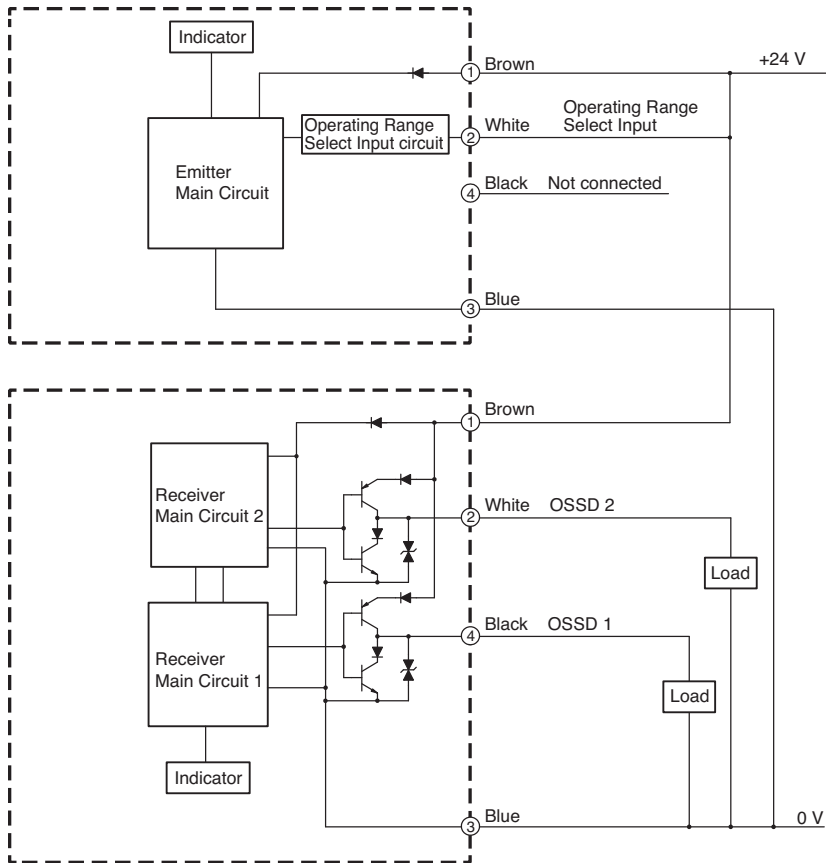 Indicator
① Brown
+24 V
Operating Range
Select Input circuit
② White
Operating Range
Select Input
Emitter
Main Circuit
④ Black Not connected
③ Blue
① Brown
Receiver
Main Circuit 2
② White OSSD 2
Load
Receiver
Main Circuit 1
④ Black OSSD 1
Load
Indicator
③ Blue
0 V